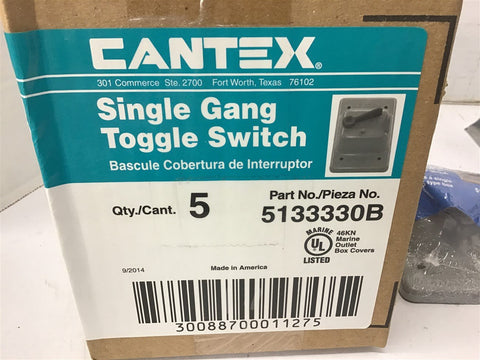 CANTEX®
301 Commerce Ste. 2700 Fort Worth, Texas 76102
Single Gang
Toggle Switch
Bascule Cobertura de Interruptor
Qty./Cant. 5
Part No./Pieza No.
5133330B
MARINE
UL
LISTED
46KN
Marine
Outlet
Box Covers
9/2014
Made in America
30088700011275